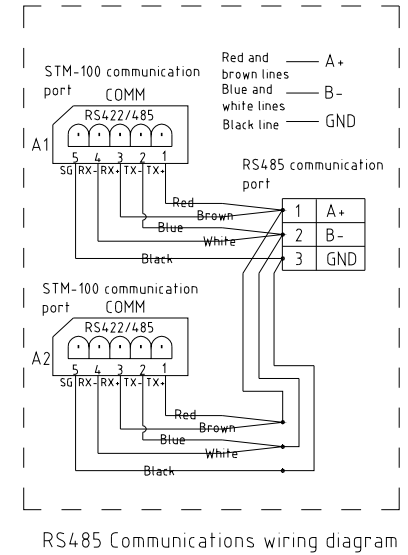 Red and brown lines A+
Blue and white lines B-
Black line GND
STM-100 communication port
COMM
RS422/485
A1
5 4 3 2 1
SG RX- RX+ TX- TX+
RS485 communication port
Red
Brown
Blue
White
Black
1 A+
2 B-
3 GND
STM-100 communication port
COMM
RS422/485
A2
5 4 3 2 1
SG RX- RX+ TX- TX+
Red
Brown
Blue
White
Black
RS485 Communications wiring diagram